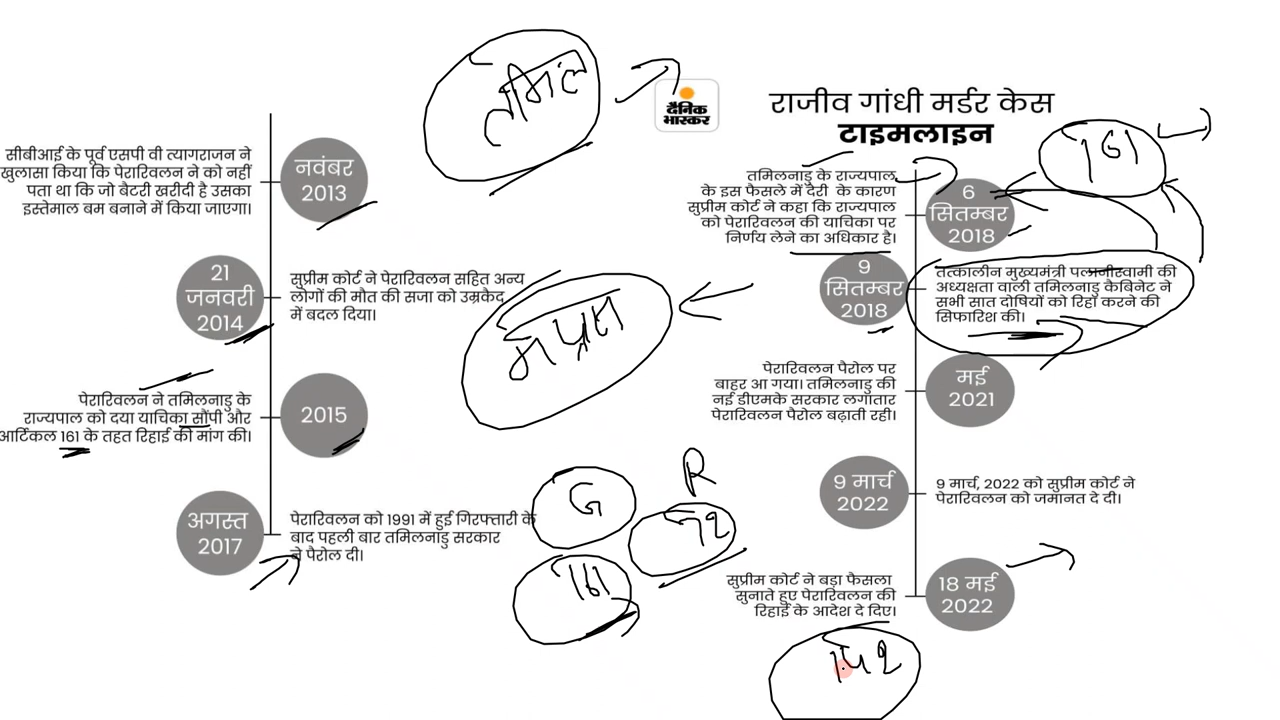 दैनिक
भास्कर
राजीव गांधी मर्डर केस
टाइमलाइन
नवंबर
2013
सीबीआई के पूर्व एसपी वी त्यागराजन ने
खुलासा किया कि पेरारिवलन ने को नहीं
पता था कि जो बैटरी खरीदी है उसका
इस्तेमाल बम बनाने में किया जाएगा।
21
जनवरी
2014
सुप्रीम कोर्ट ने पेरारिवलन सहित अन्य
लोगों की मौत की सजा को उम्रकैद
में बदल दिया।
2015
पेरारिवलन ने तमिलनाडु के
राज्यपाल को दया याचिका सौंपी और
आर्टिकल 161 के तहत रिहाई की मांग की।
अगस्त
2017
पेरारिवलन को 1991 में हुई गिरफ्तारी के
बाद पहली बार तमिलनाडु सरकार
ने पैरोल दी।
6
सितम्बर
2018
तमिलनाडु के राज्यपाल
के इस फैसले में देरी के कारण
सुप्रीम कोर्ट ने कहा कि राज्यपाल
को पेरारिवलन की याचिका पर
निर्णय लेने का अधिकार है।
9
सितम्बर
2018
तत्कालीन मुख्यमंत्री पलानीस्वामी की
अध्यक्षता वाली तमिलनाडु कैबिनेट ने
सभी सात दोषियों को रिहा करने की
सिफारिश की।
मई
2021
पेरारिवलन पैरोल पर
बाहर आ गया। तमिलनाडु की
नई डीएमके सरकार लगातार
पेरारिवलन पैरोल बढ़ाती रही।
9 मार्च
2022
9 मार्च, 2022 को सुप्रीम कोर्ट ने
पेरारिवलन को जमानत दे दी।
18 मई
2022
सुप्रीम कोर्ट ने बड़ा फैसला
सुनाते हुए पेरारिवलन की
रिहाई के आदेश दे दिए।
161
G
R
72
161